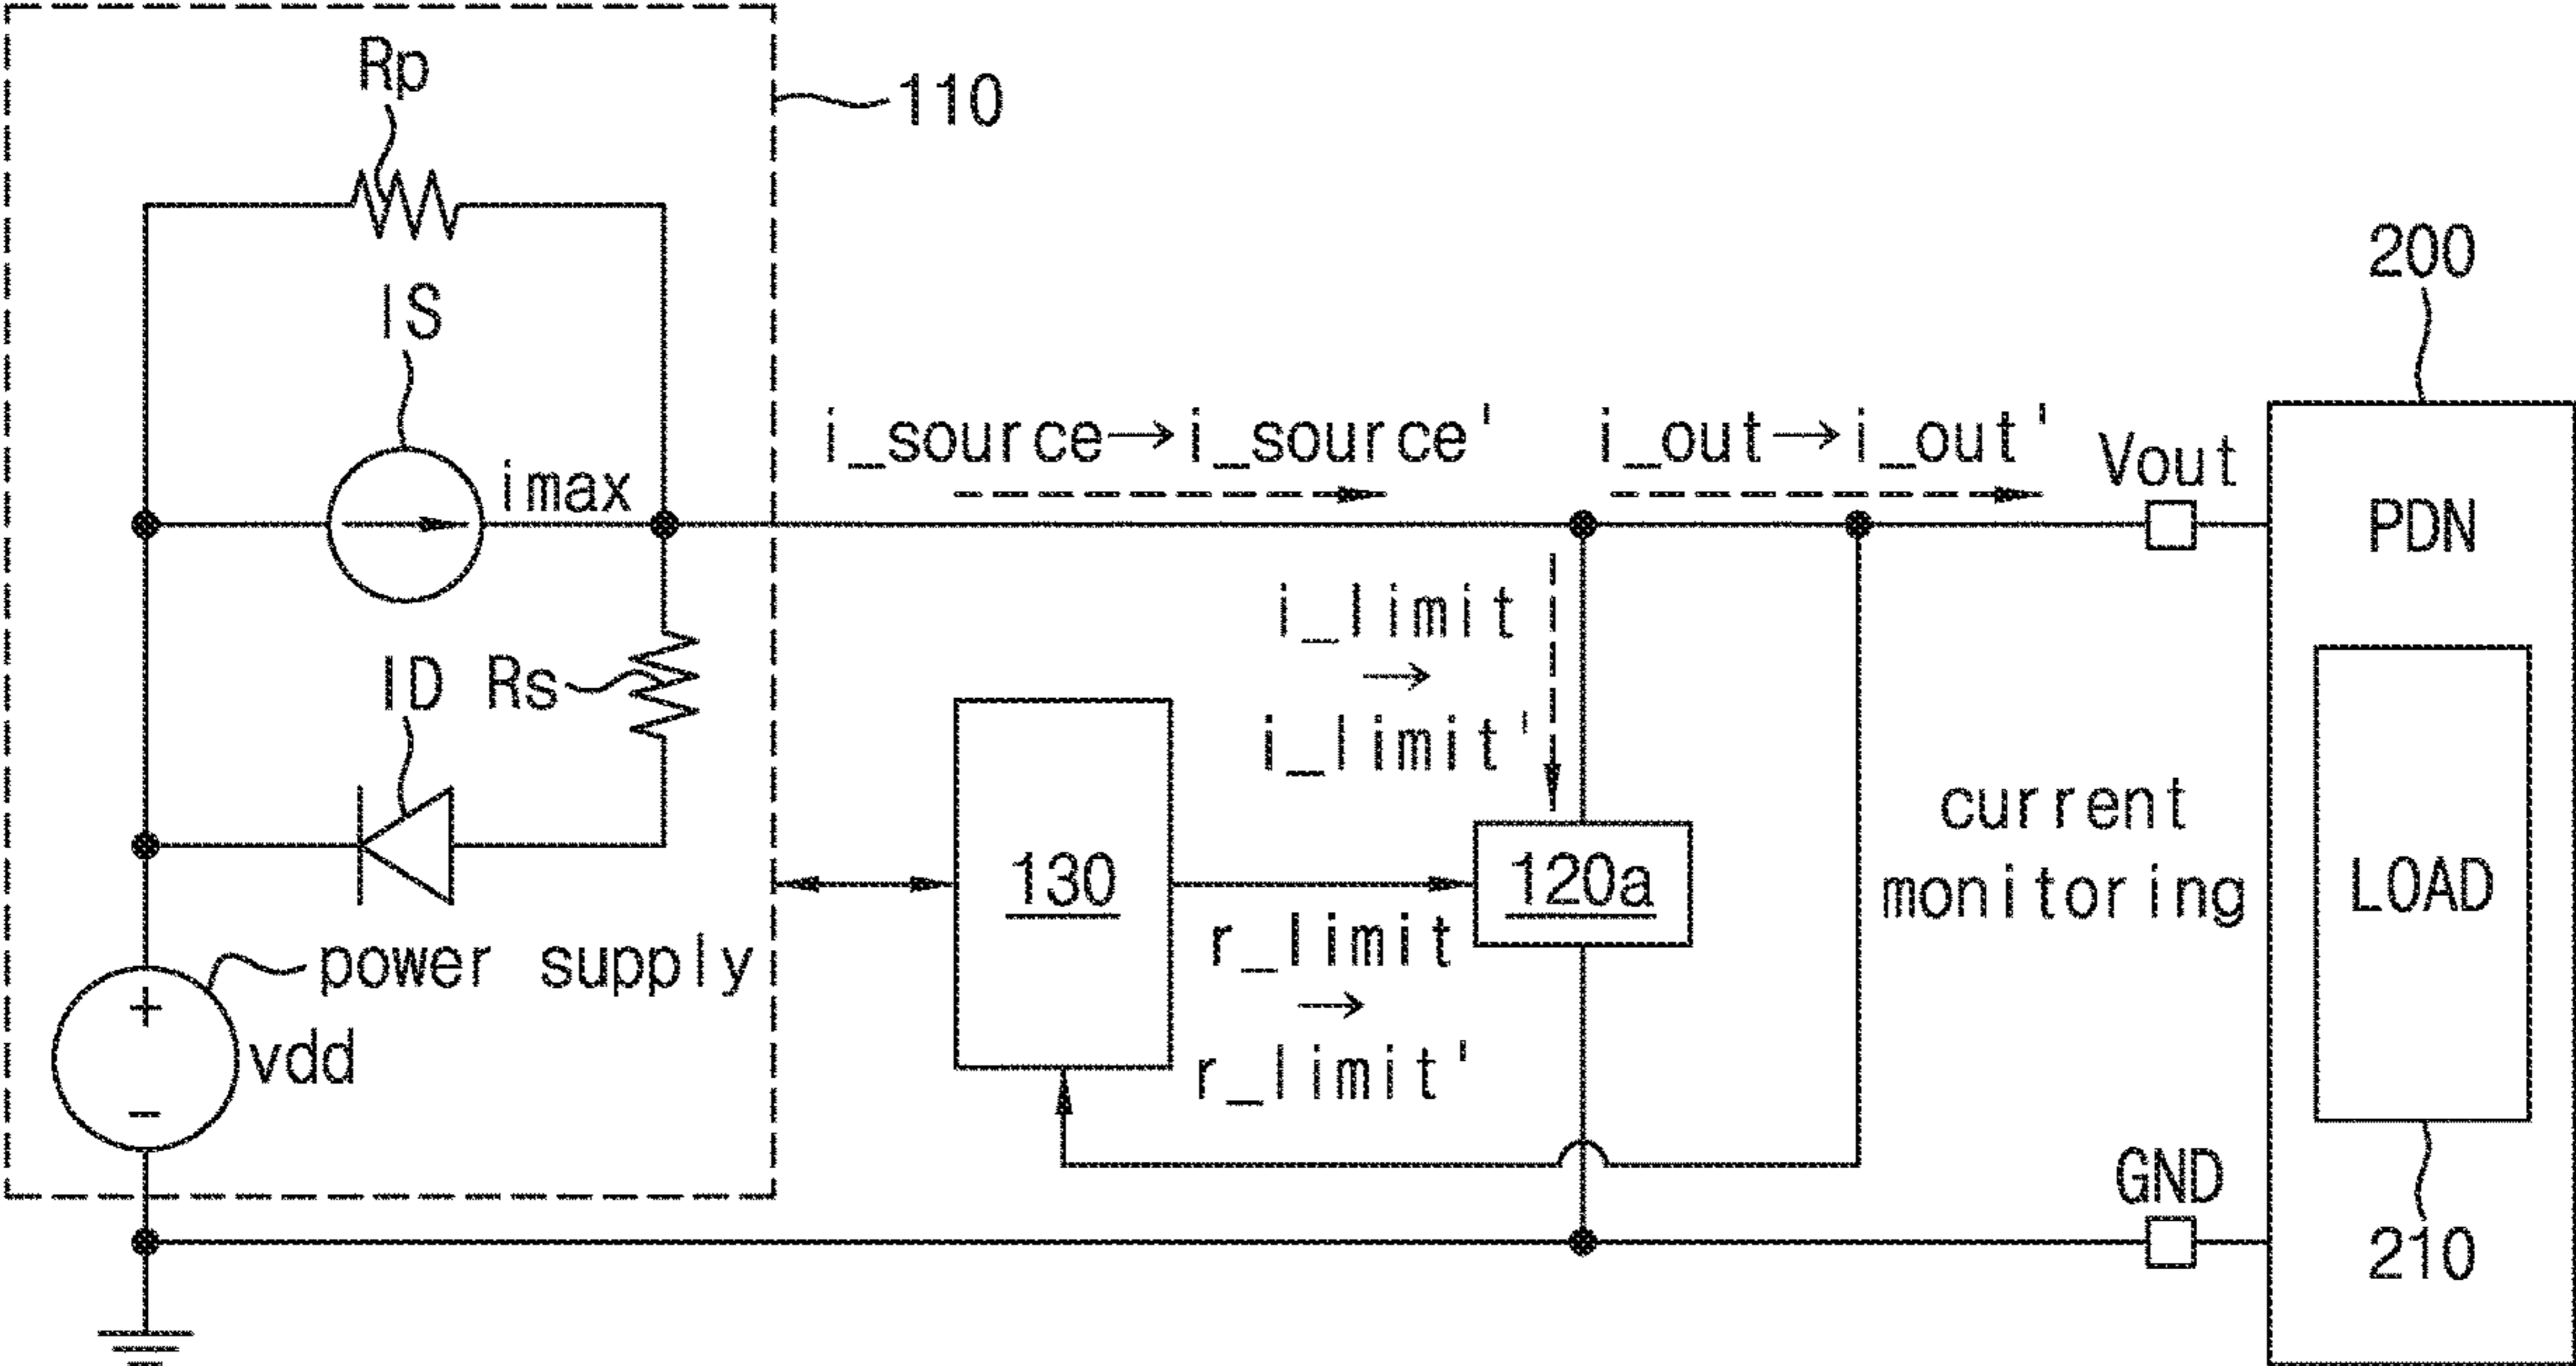 Rp
110
IS
200
i_source→i_source'
i_out→i_out'
Vout
imax
PDN
i_limit
→
i_limit'
ID
Rs
current
monitoring
130
120a
LOAD
r_limit
→
r_limit'
power supply
+
vdd
−
GND
210